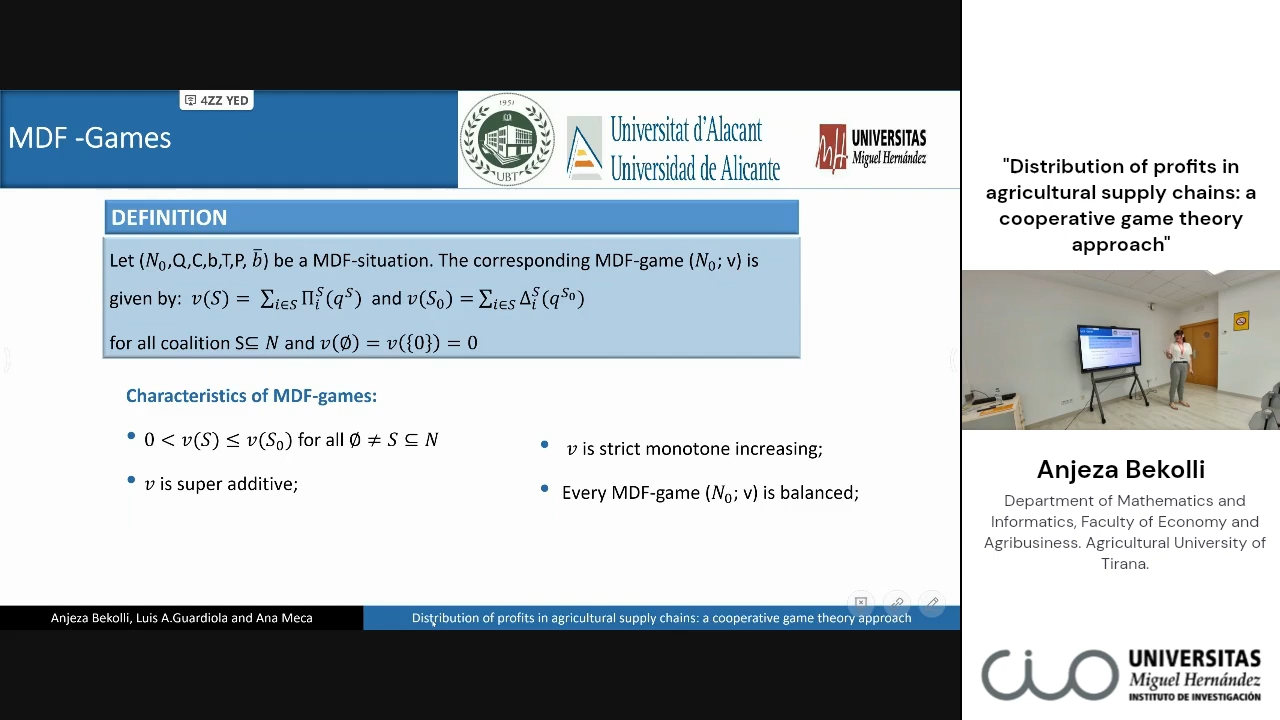 4ZZ YED
MDF -Games
1951
UBT
Universitat d'Alacant
Universidad de Alicante
UNIVERSITAS
Miguel Hernández
DEFINITION
Let (N₀,Q,C,b,T,P, b̅) be a MDF-situation. The corresponding MDF-game (N₀; v) is
given by: v(S) = ∑_{i∈S} Π_i^S(q^S) and v(S₀) = ∑_{i∈S} Δ_i^S(q^{S₀})
for all coalition S⊆ N and v(∅) = v({0}) = 0
Characteristics of MDF-games:
• 0 < v(S) ≤ v(S₀) for all ∅ ≠ S ⊆ N
• v is super additive;
• v is strict monotone increasing;
• Every MDF-game (N₀; v) is balanced;
Anjeza Bekolli, Luis A.Guardiola and Ana Meca
Distribution of profits in agricultural supply chains: a cooperative game theory approach
"Distribution of profits in
agricultural supply chains: a
cooperative game theory
approach"
Anjeza Bekolli
Department of Mathematics and
Informatics, Faculty of Economy and
Agribusiness. Agricultural University of
Tirana.
CIO
UNIVERSITAS
Miguel Hernández
INSTITUTO DE INVESTIGACIÓN